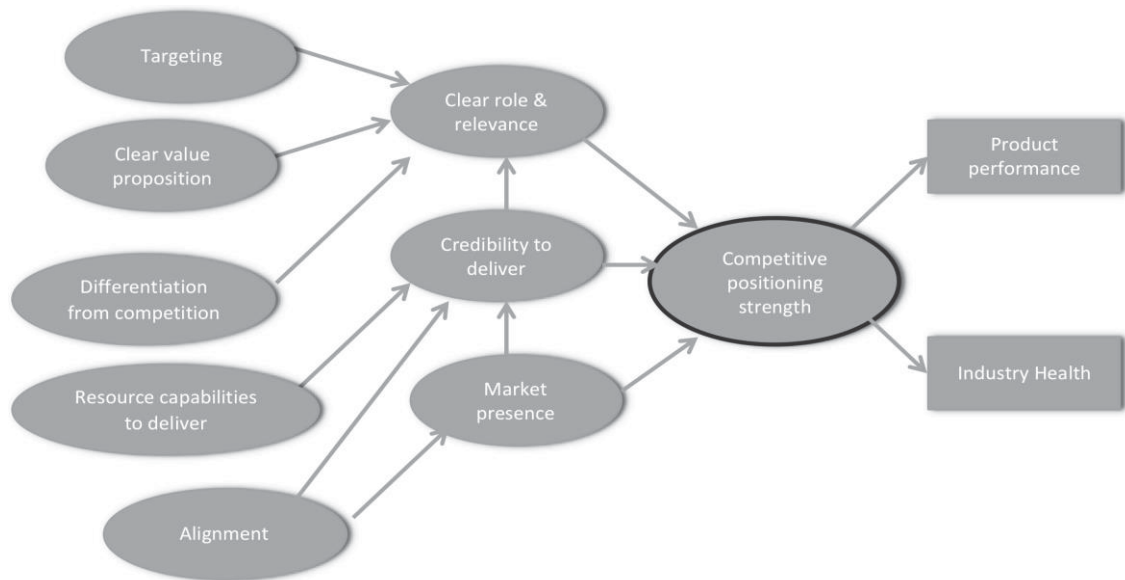 Targeting
Clear value
proposition
Differentiation
from competition
Resource capabilities
to deliver
Alignment
Clear role &
relevance
Credibility to
deliver
Market
presence
Competitive
positioning
strength
Product
performance
Industry Health